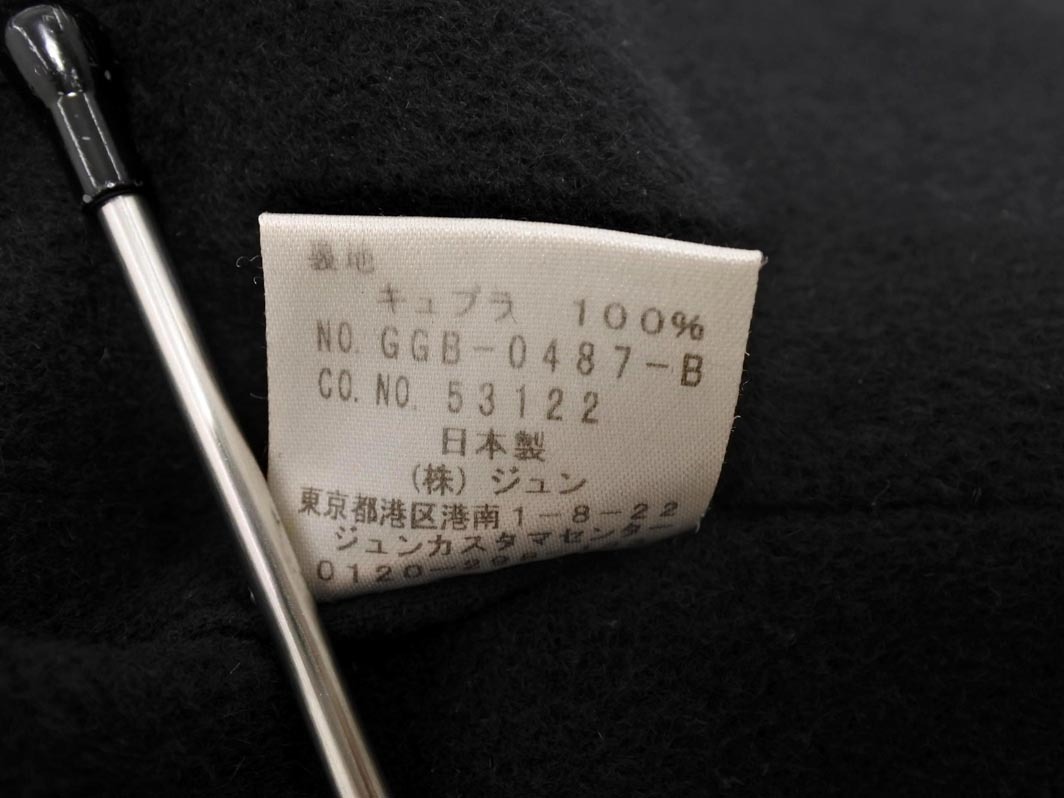 裏地
キュプラ 100%
NO. GGB-0487-B
CO. NO. 53122
日本製
(株) ジュン
東京都港区港南1-8-22
ジュンカスタマセンター
0120-298